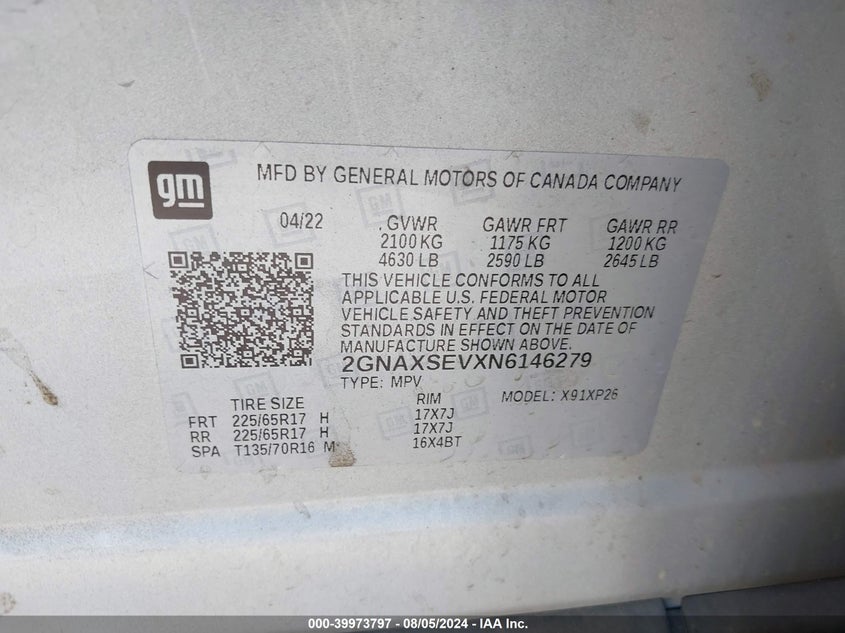 gm
MFD BY GENERAL MOTORS OF CANADA COMPANY
04/22 GVWR GAWR FRT GAWR RR
2100 KG 1175 KG 1200 KG
4630 LB 2590 LB 2645 LB
THIS VEHICLE CONFORMS TO ALL
APPLICABLE U.S. FEDERAL MOTOR
VEHICLE SAFETY AND THEFT PREVENTION
STANDARDS IN EFFECT ON THE DATE OF
MANUFACTURE SHOWN ABOVE.
2GNAXSEVXN6146279
TYPE: MPV MODEL: X91XP26
TIRE SIZE RIM
FRT 225/65R17 H 17X7J
RR 225/65R17 H 17X7J
SPA T135/70R16 M 16X4BT
000-39973797 - 08/05/2024 - Copyright IAA, Inc.